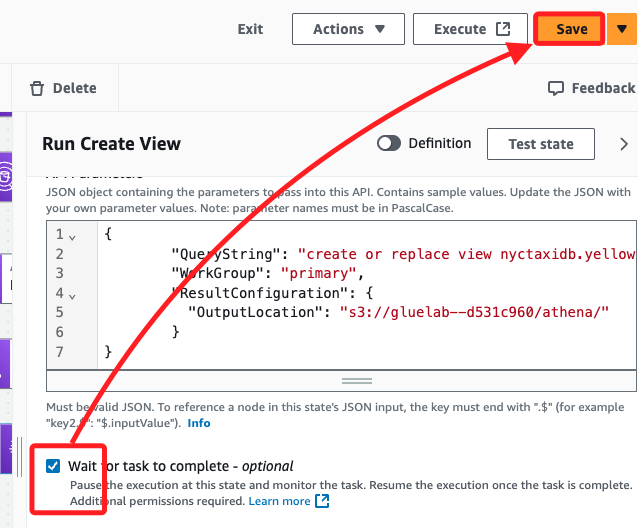 Exit
Actions
Execute
Save
Delete
Feedback
Run Create View
Definition
Test state
JSON object containing the parameters to pass into this API. Contains sample values. Update the JSON with
your own parameter values. Note: parameter names must be in PascalCase.
1 {
2 "QueryString": "create or replace view nyctaxidb.yellow
3 "WorkGroup": "primary",
4 "ResultConfiguration": {
5 "OutputLocation": "s3://gluelab--d531c960/athena/"
6 }
7 }
Must be valid JSON. To reference a node in this state's JSON input, the key must end with ".$" (for example
"key2.$": "$.inputValue"). Info
Wait for task to complete - optional
Pause the execution at this state and monitor the task. Resume the execution once the task is complete.
Additional permissions required. Learn more